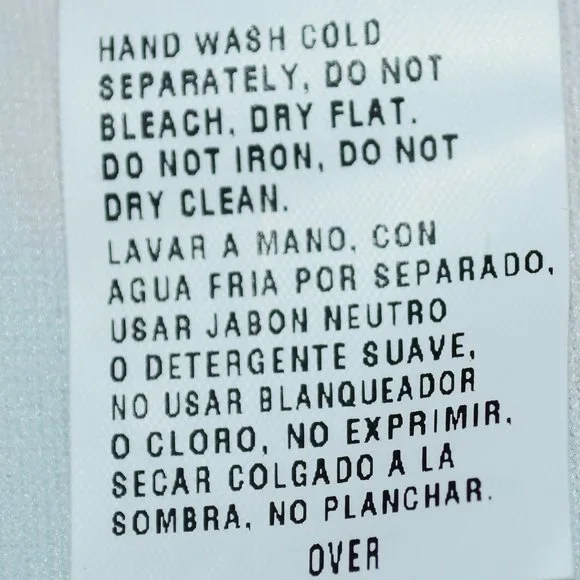 HAND WASH COLD
SEPARATELY, DO NOT
BLEACH. DRY FLAT.
DO NOT IRON, DO NOT
DRY CLEAN.
LAVAR A MANO. CON
AGUA FRIA POR SEPARADO.
USAR JABON NEUTRO
O DETERGENTE SUAVE,
NO USAR BLANQUEADOR
O CLORO, NO EXPRIMIR.
SECAR COLGADO A LA
SOMBRA, NO PLANCHAR.
OVER